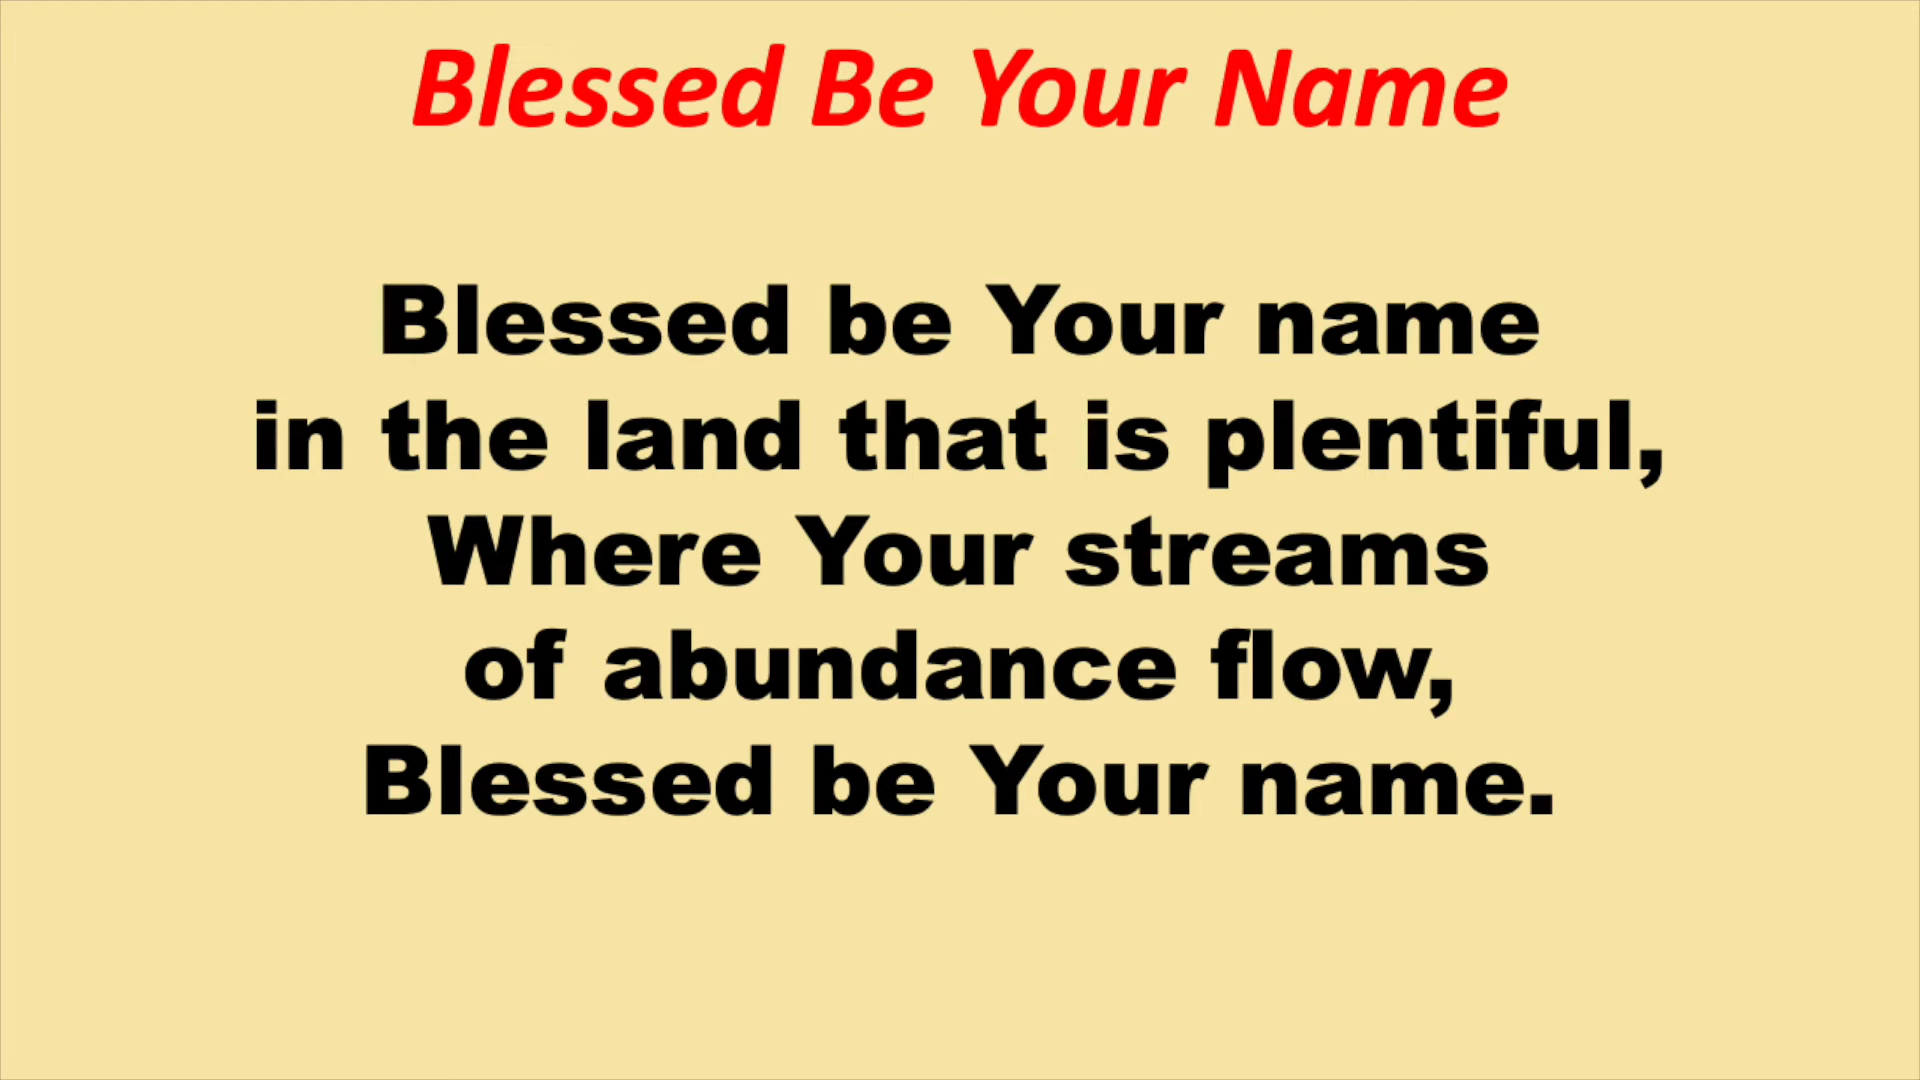 Blessed Be Your Name
Blessed be Your name
in the land that is plentiful,
Where Your streams
of abundance flow,
Blessed be Your name.